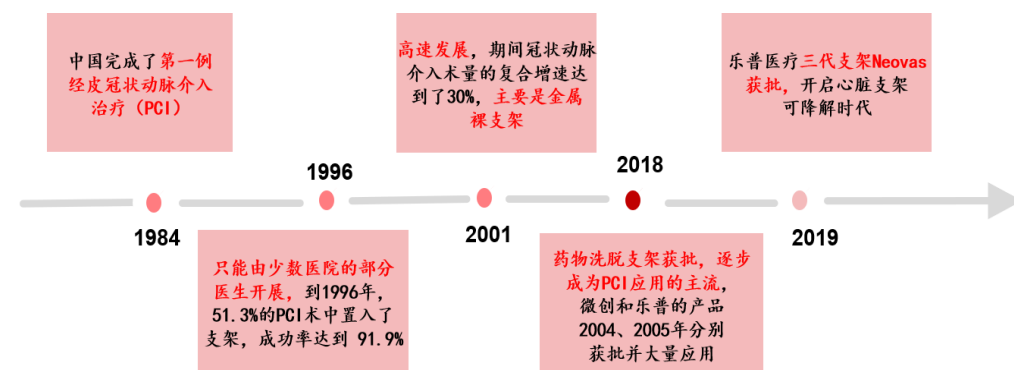 中国完成了第一例
经皮冠状动脉介入
治疗（PCI）
1984
1996
只能由少数医院的部分
医生开展，到1996年，
51.3%的PCI术中置入了
支架，成功率达到 91.9%
高速发展，期间冠状动脉
介入术量的复合增速达
到了30%，主要是金属
裸支架
2001
2018
药物洗脱支架获批，逐步
成为PCI应用的主流，
微创和乐普的产品
2004、2005年分别
获批并大量应用
乐普医疗三代支架Neovas
获批，开启心脏支架
可降解时代
2019